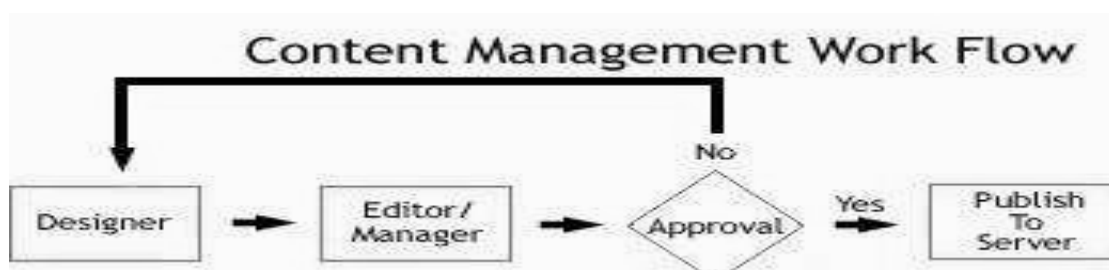 Content Management Work Flow
No
Designer
Editor/
Manager
Approval
Yes
Publish
To
Server